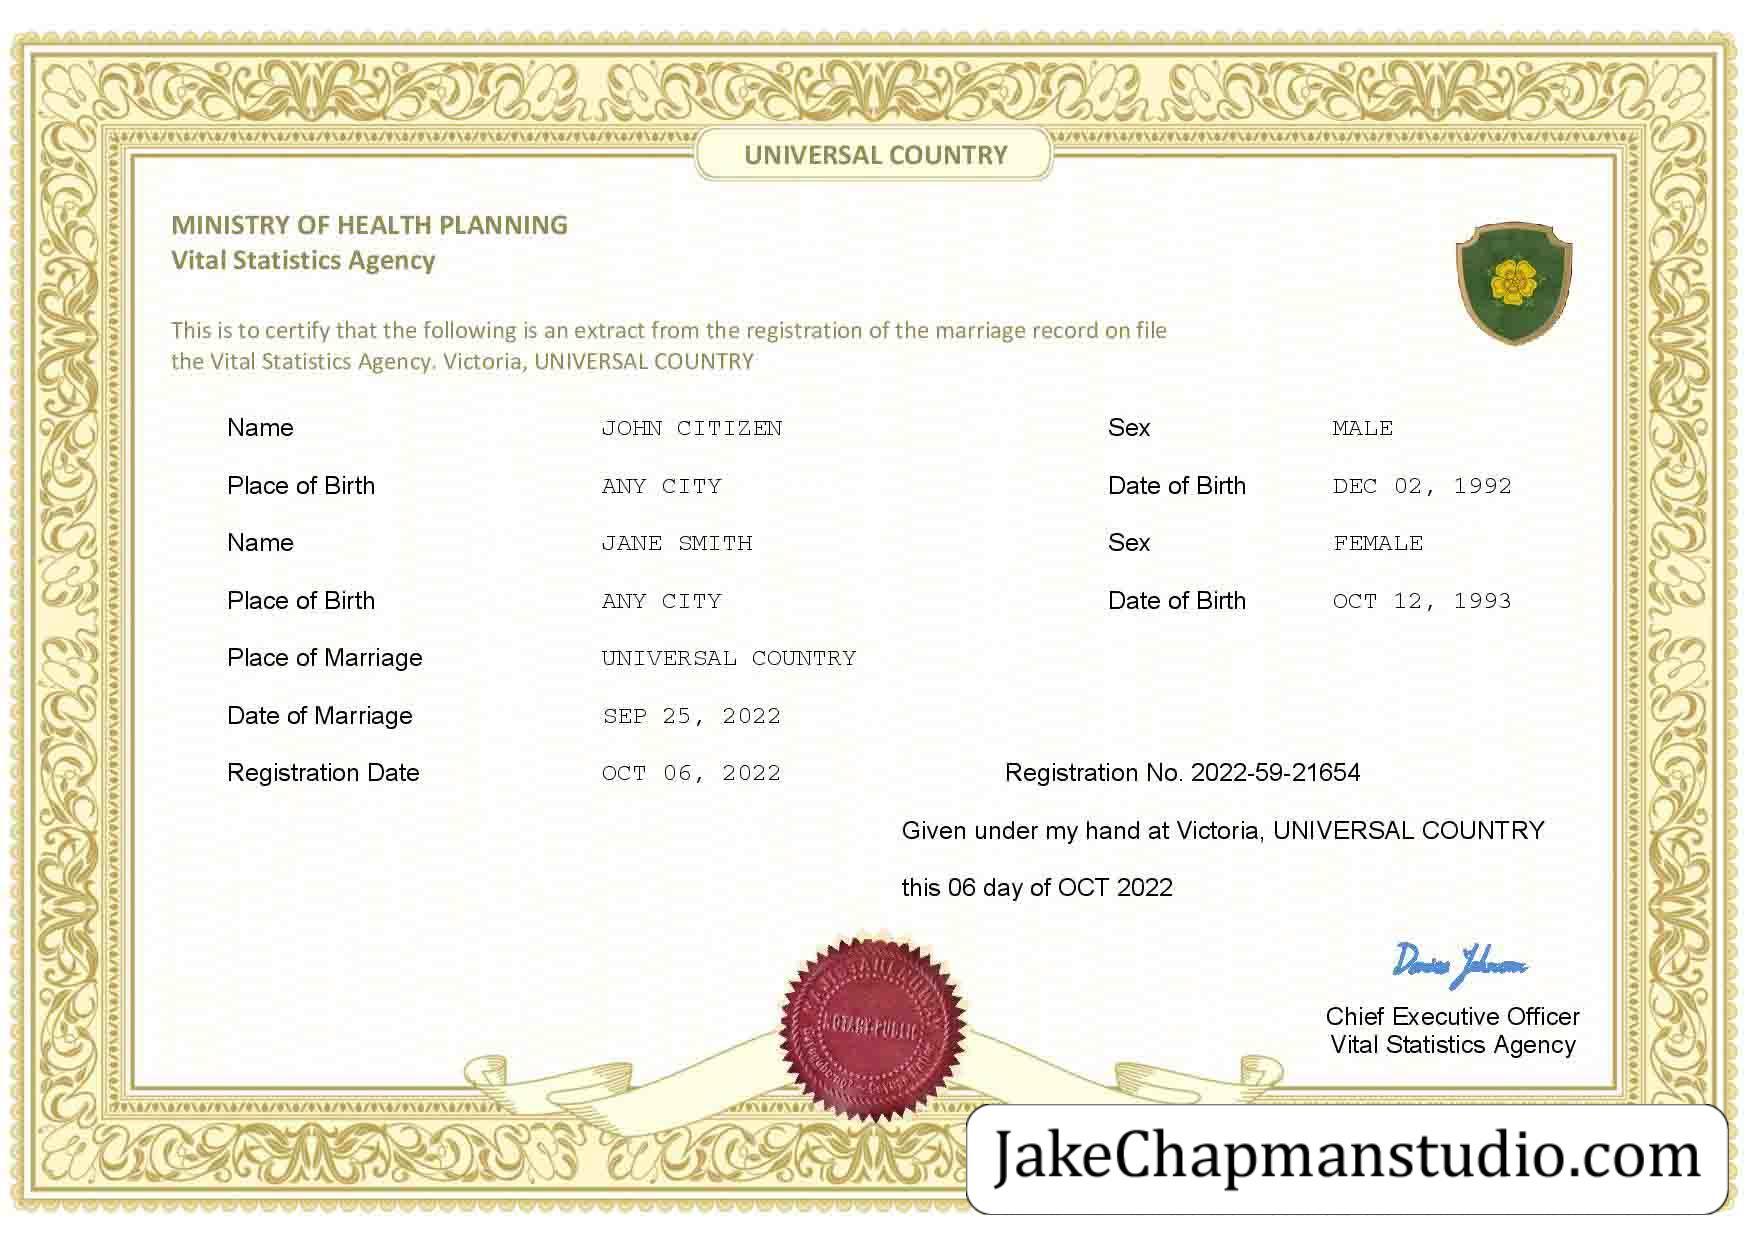 UNIVERSAL COUNTRY
MINISTRY OF HEALTH PLANNING
Vital Statistics Agency
This is to certify that the following is an extract from the registration of the marriage record on file
the Vital Statistics Agency. Victoria, UNIVERSAL COUNTRY
Name JOHN CITIZEN Sex MALE
Place of Birth ANY CITY Date of Birth DEC 02, 1992
Name JANE SMITH Sex FEMALE
Place of Birth ANY CITY Date of Birth OCT 12, 1993
Place of Marriage UNIVERSAL COUNTRY
Date of Marriage SEP 25, 2022
Registration Date OCT 06, 2022 Registration No. 2022-59-21654
Given under my hand at Victoria, UNIVERSAL COUNTRY
this 06 day of OCT 2022
NOTARY PUBLIC
Chief Executive Officer
Vital Statistics Agency
JakeChapmanstudio.com